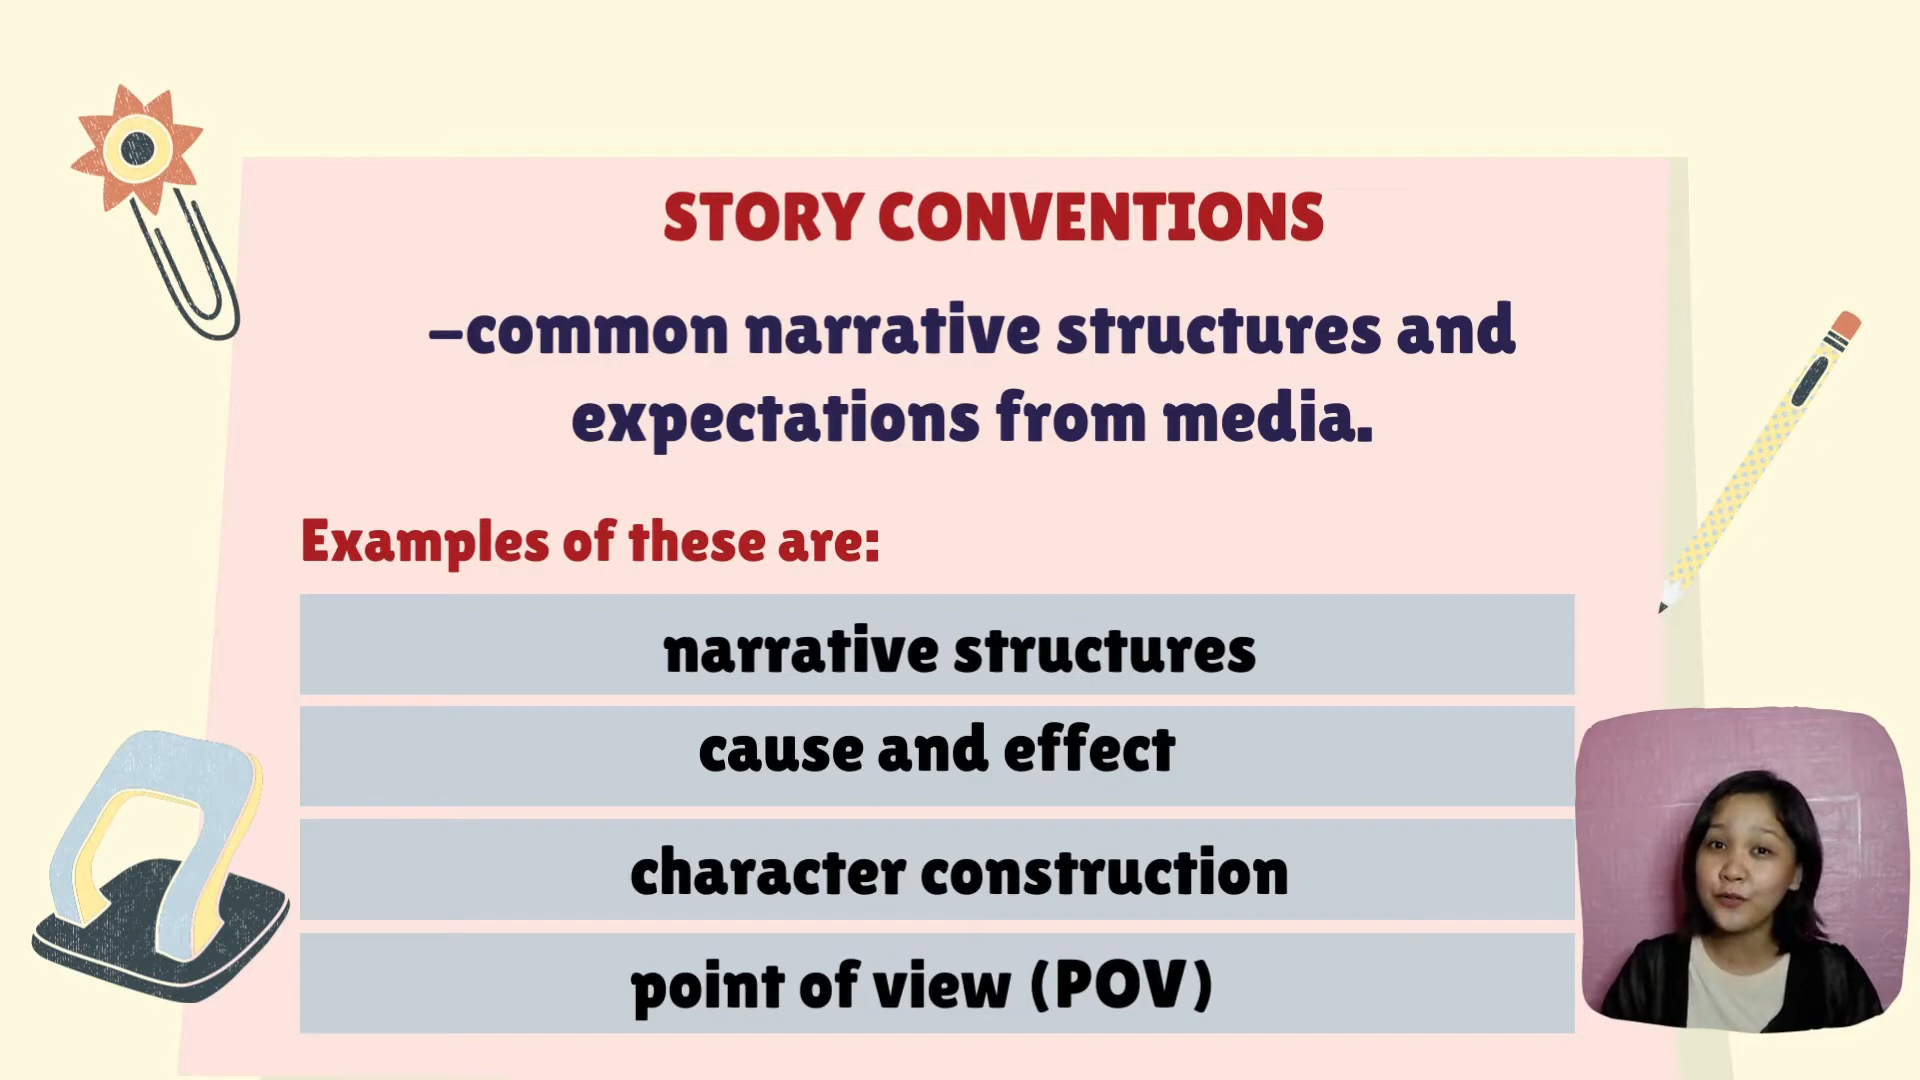 STORY CONVENTIONS
–common narrative structures and
expectations from media.
Examples of these are:
narrative structures
cause and effect
character construction
point of view (POV)